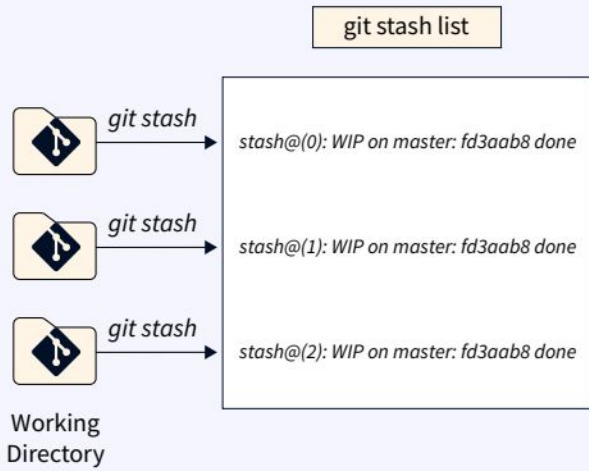 git stash list
git stash
stash@(0): WIP on master: fd3aab8 done
git stash
stash@(1): WIP on master: fd3aab8 done
git stash
stash@(2): WIP on master: fd3aab8 done
Working
Directory